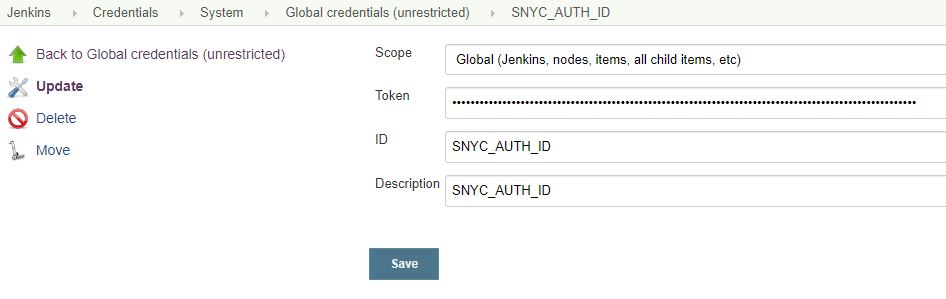 Jenkins Credentials System Global credentials (unrestricted) SNYC_AUTH_ID
Back to Global credentials (unrestricted)
Update
Delete
Move
Scope
Global (Jenkins, nodes, items, all child items, etc)
Token
ID
SNYC_AUTH_ID
Description
SNYC_AUTH_ID
Save